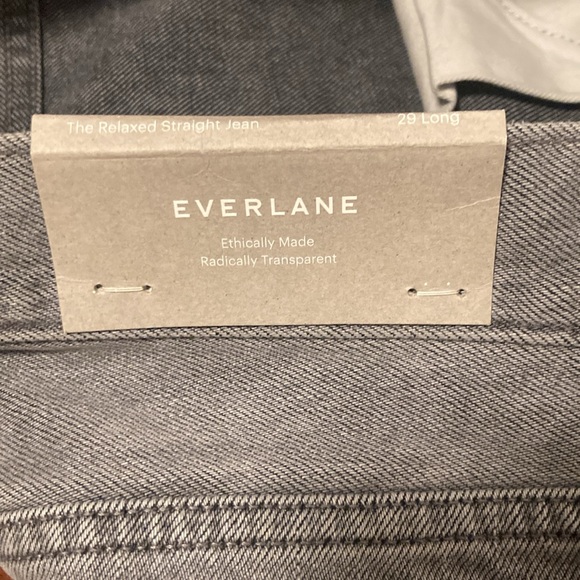 The Relaxed Straight Jean 29 Long
EVERLANE
Ethically Made
Radically Transparent